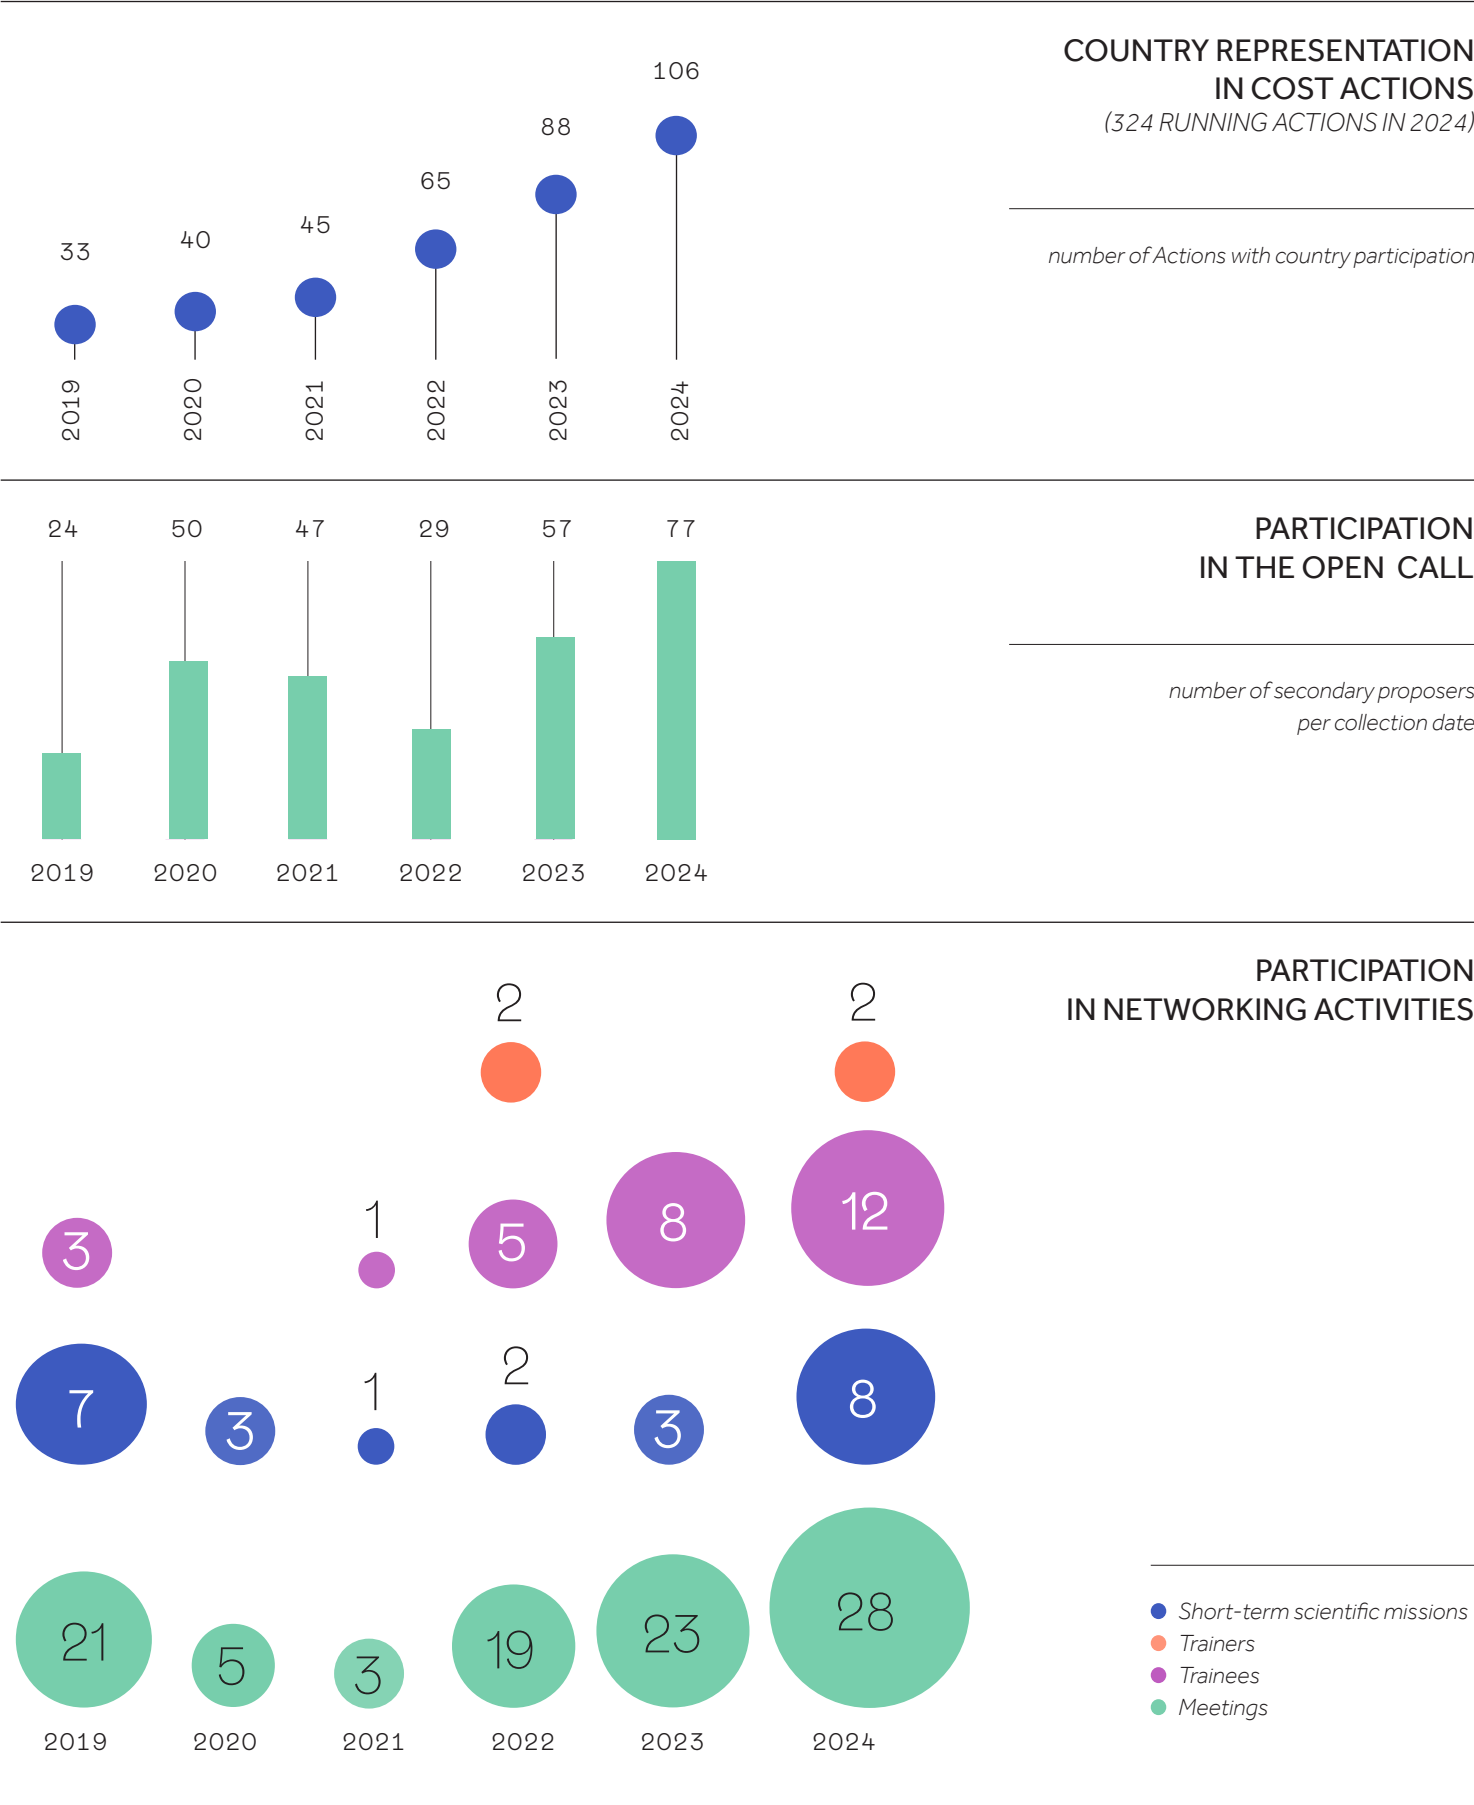 COUNTRY REPRESENTATION
IN COST ACTIONS
(324 RUNNING ACTIONS IN 2024)
number of Actions with country participation
106
88
65
45
40
33
2019
2020
2021
2022
2023
2024
PARTICIPATION
IN THE OPEN CALL
number of secondary proposers
per collection date
24 50 47 29 57 77
2019 2020 2021 2022 2023 2024
PARTICIPATION
IN NETWORKING ACTIVITIES
2 2
3 1 5 8 12
7 3 1 2 3 8
21 5 3 19 23 28
2019 2020 2021 2022 2023 2024
Short-term scientific missions
Trainers
Trainees
Meetings